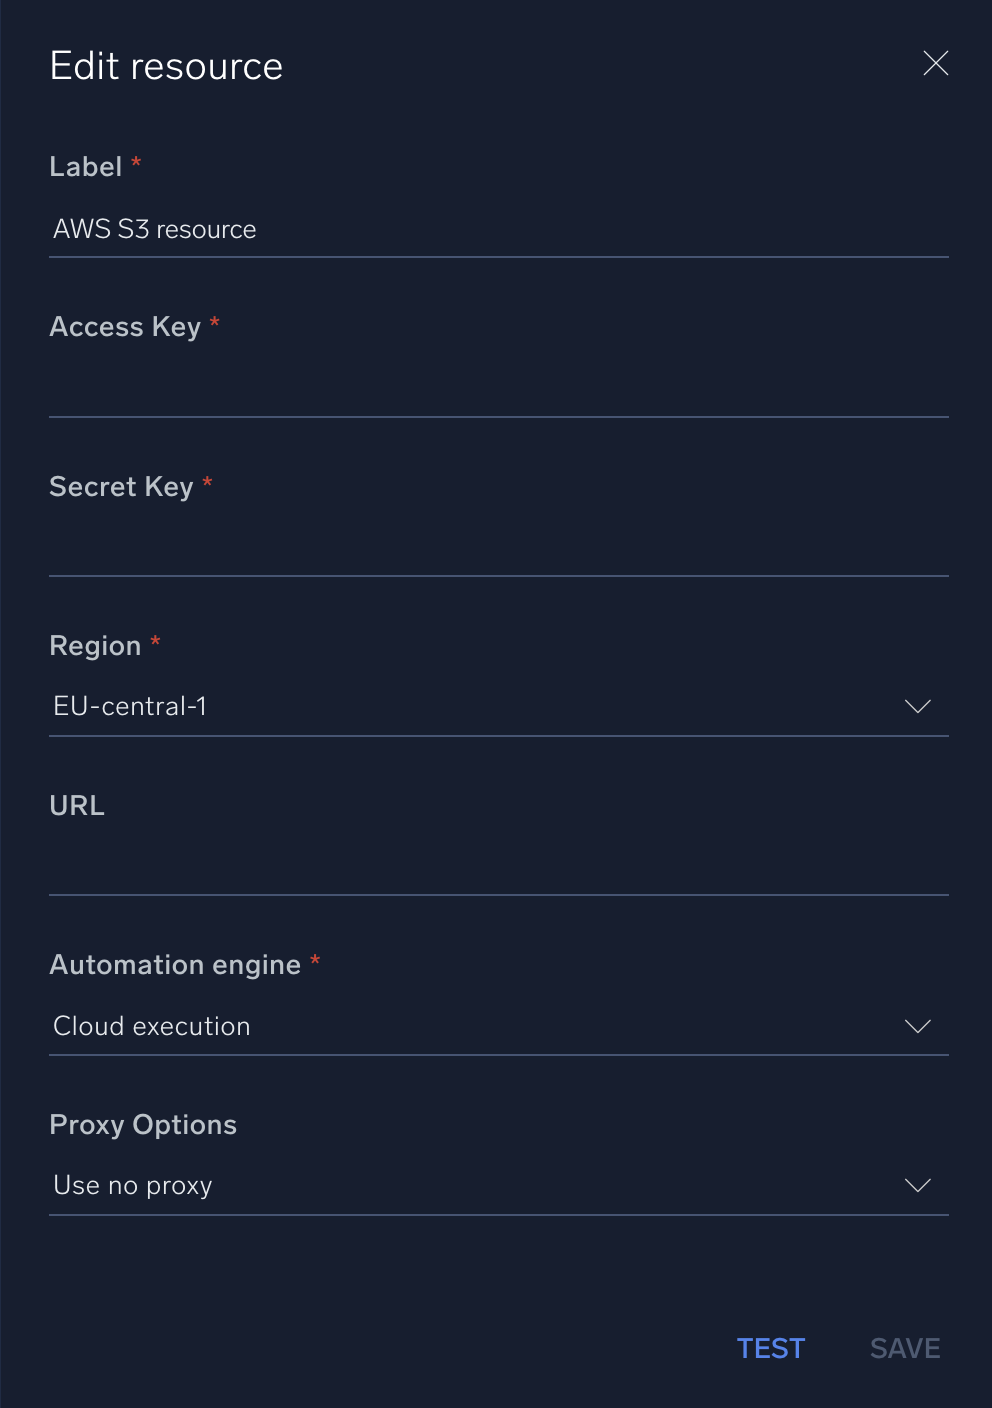 Edit resource
Label *
AWS S3 resource
Access Key *
Secret Key *
Region *
EU-central-1
URL
Automation engine *
Cloud execution
Proxy Options
Use no proxy
TEST SAVE